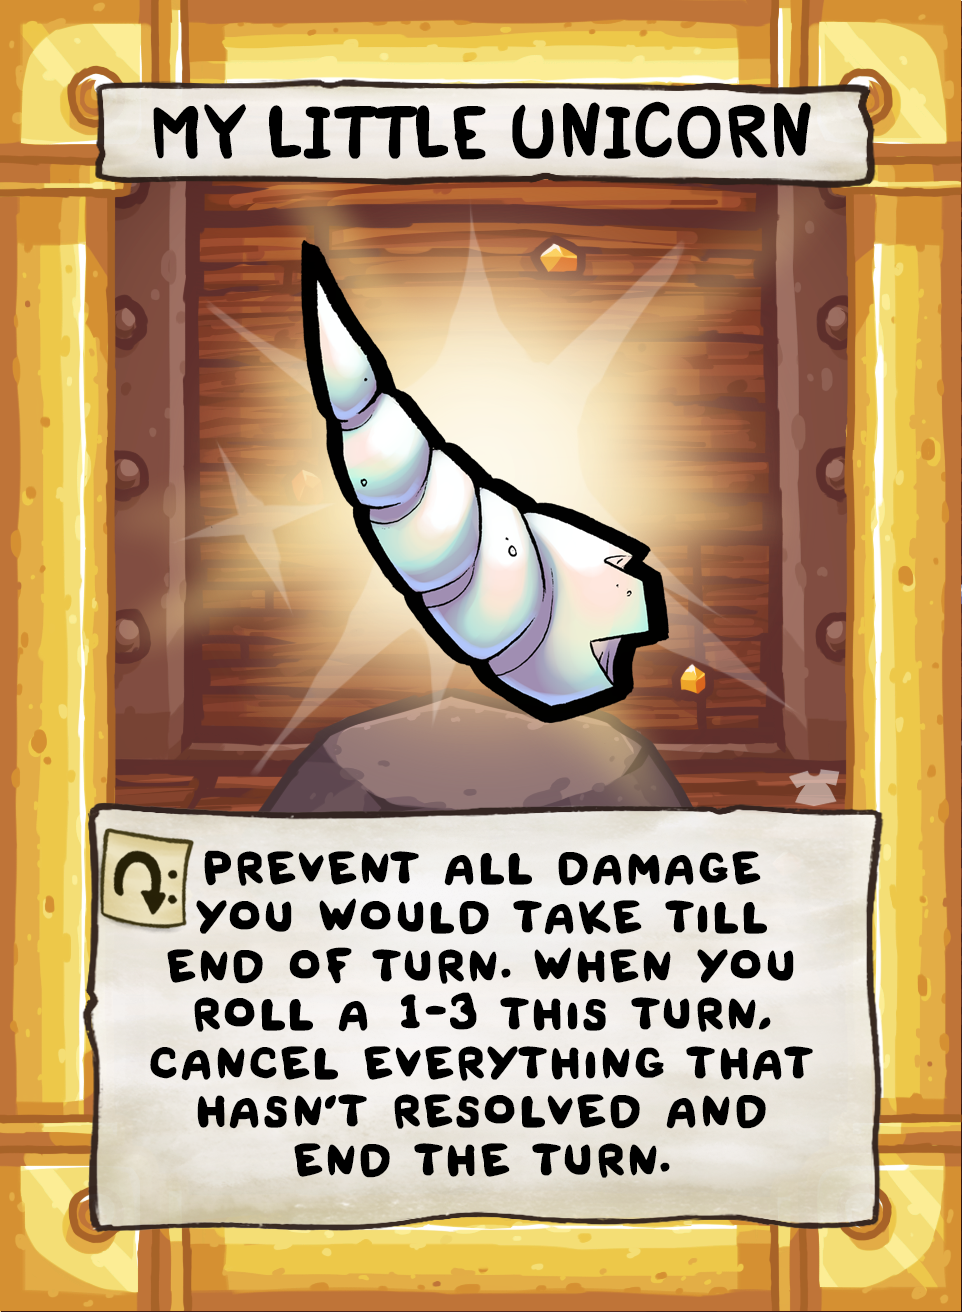 MY LITTLE UNICORN
PREVENT ALL DAMAGE
YOU WOULD TAKE TILL
END OF TURN. WHEN YOU
ROLL A 1-3 THIS TURN,
CANCEL EVERYTHING THAT
HASN'T RESOLVED AND
END THE TURN.